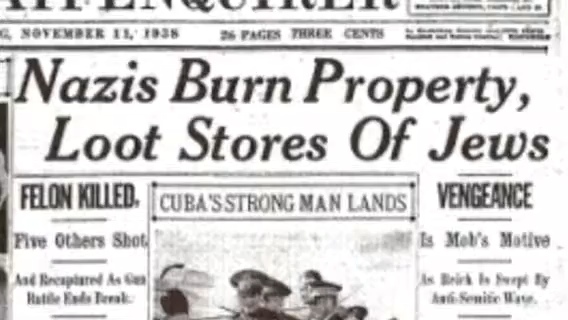 ENQUIRER
G, NOVEMBER 11, 1938 26 PAGES THREE CENTS
Nazis Burn Property,
Loot Stores Of Jews
FELON KILLED,
Five Others Shot
And Recaptured As Gun
Battle Ends Break.
CUBA'S STRONG MAN LANDS
VENGEANCE
Is Mob's Motive
As Reich Is Swept By
Anti-Semitic Wave.